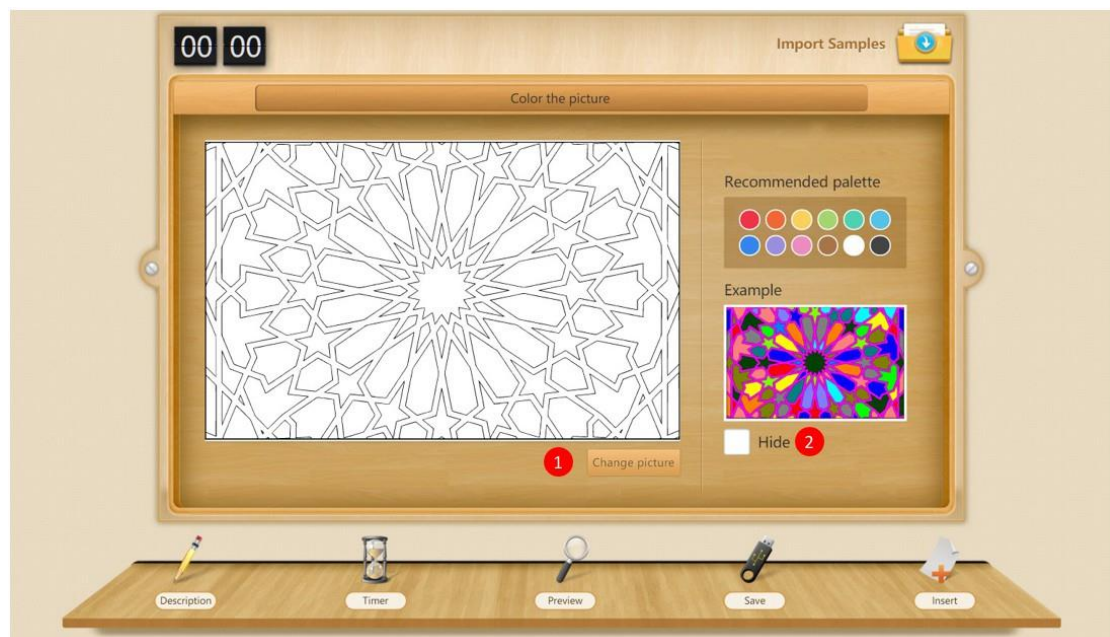 00 00
Import Samples
Color the picture
Recommended palette
Example
Hide 2
1 Change picture
Description
Timer
Preview
Save
Insert